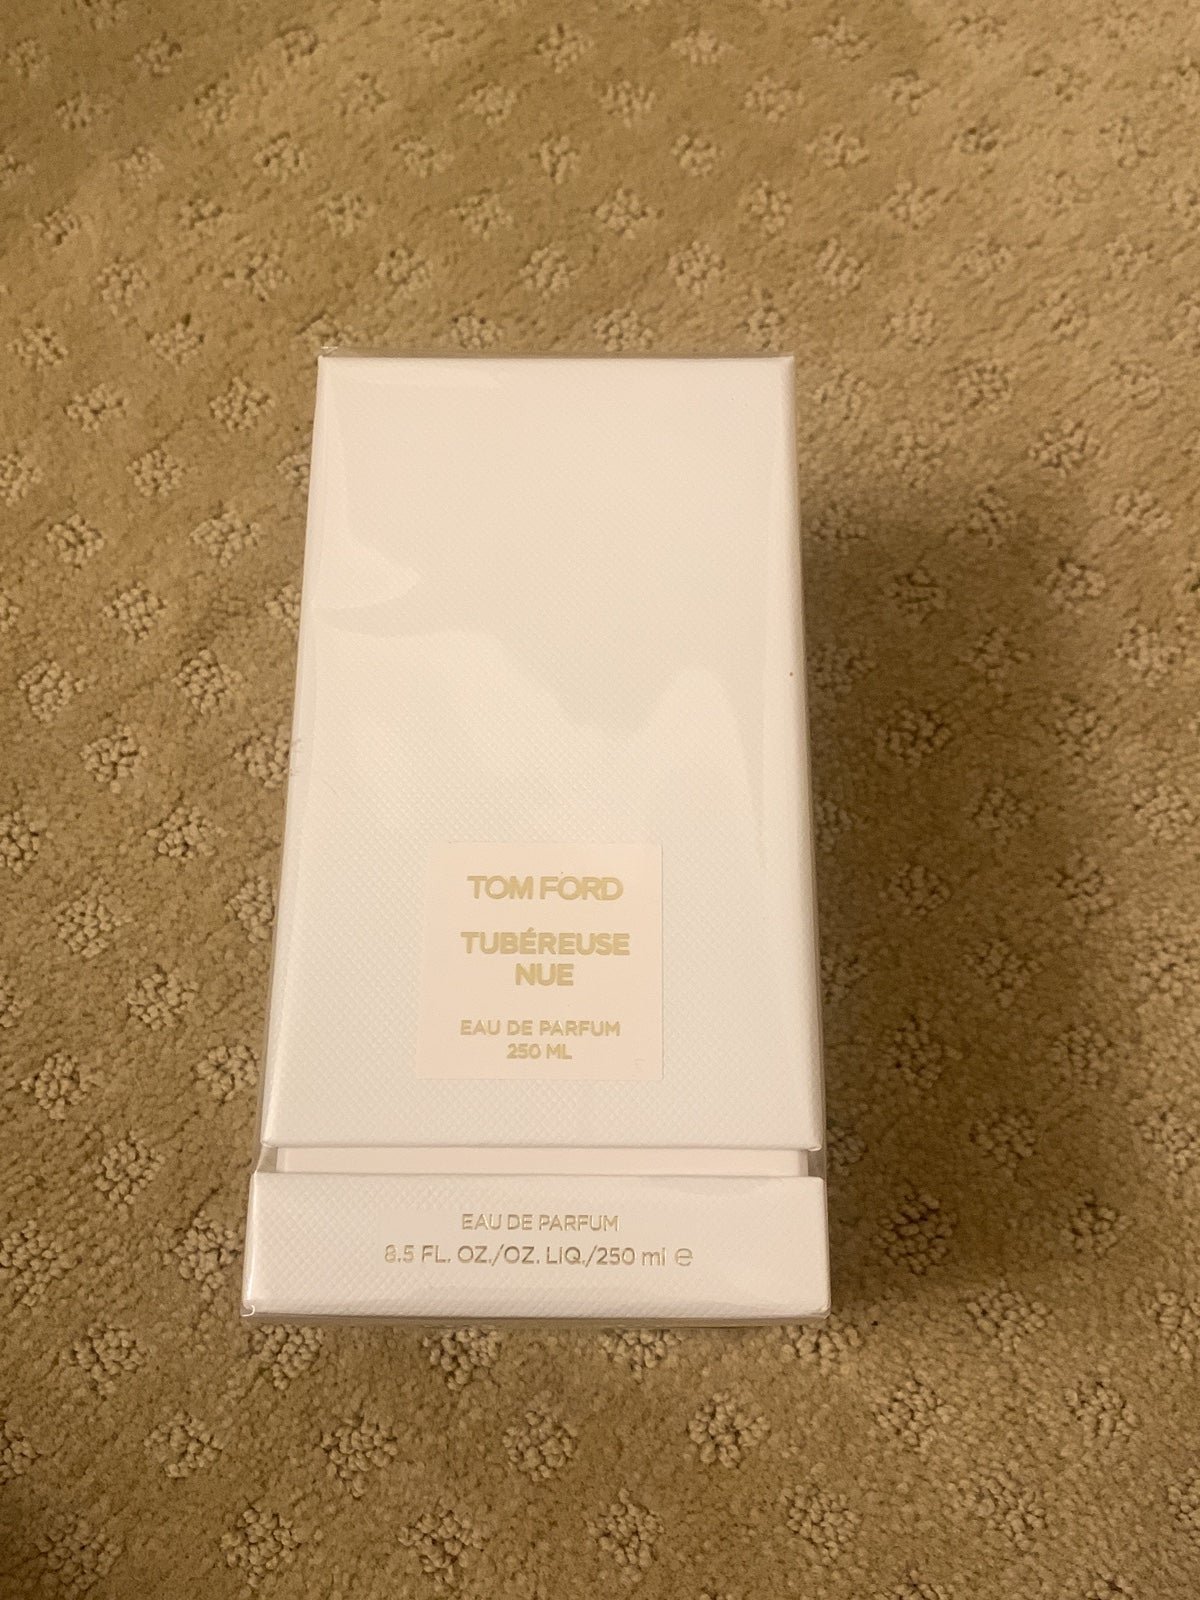 TOM FORD
TUBÉREUSE
NUE
EAU DE PARFUM
250 ML
EAU DE PARFUM
8.5 FL. OZ./OZ. LIQ./250 ml ℮